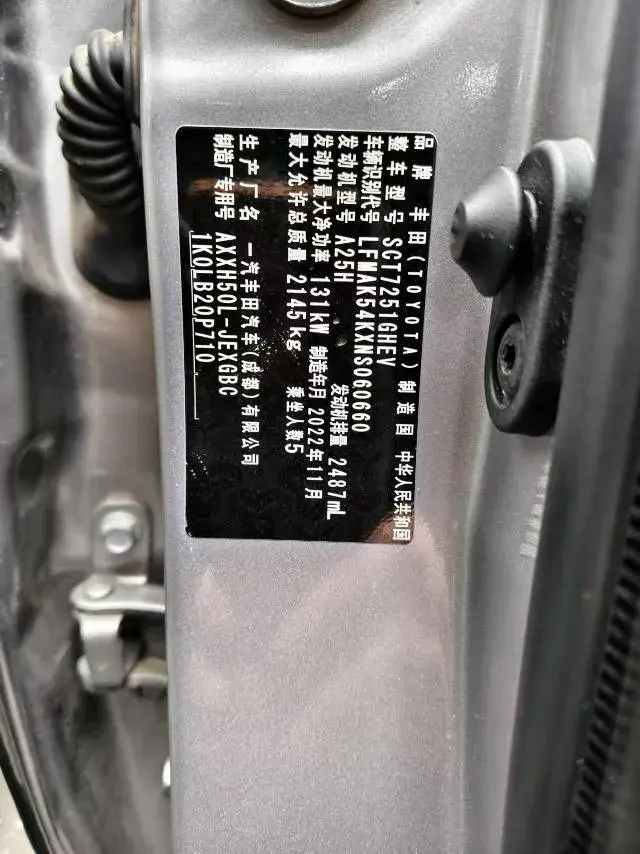 品牌 丰田(TOYOTA) 制造国 中华人民共和国
整车型号 SCT7251GHEV
车辆识别代号 LFMAK54KXNS060660
发动机型号 A25H 发动机排量 2487mL
发动机最大净功率 131kW 制造年月 2022年11月
最大允许总质量 2145kg 乘坐人数5
生产厂名 一汽丰田汽车(成都)有限公司
制造厂专用号 AXXH50L-JEXGBC
1K0LB20P710